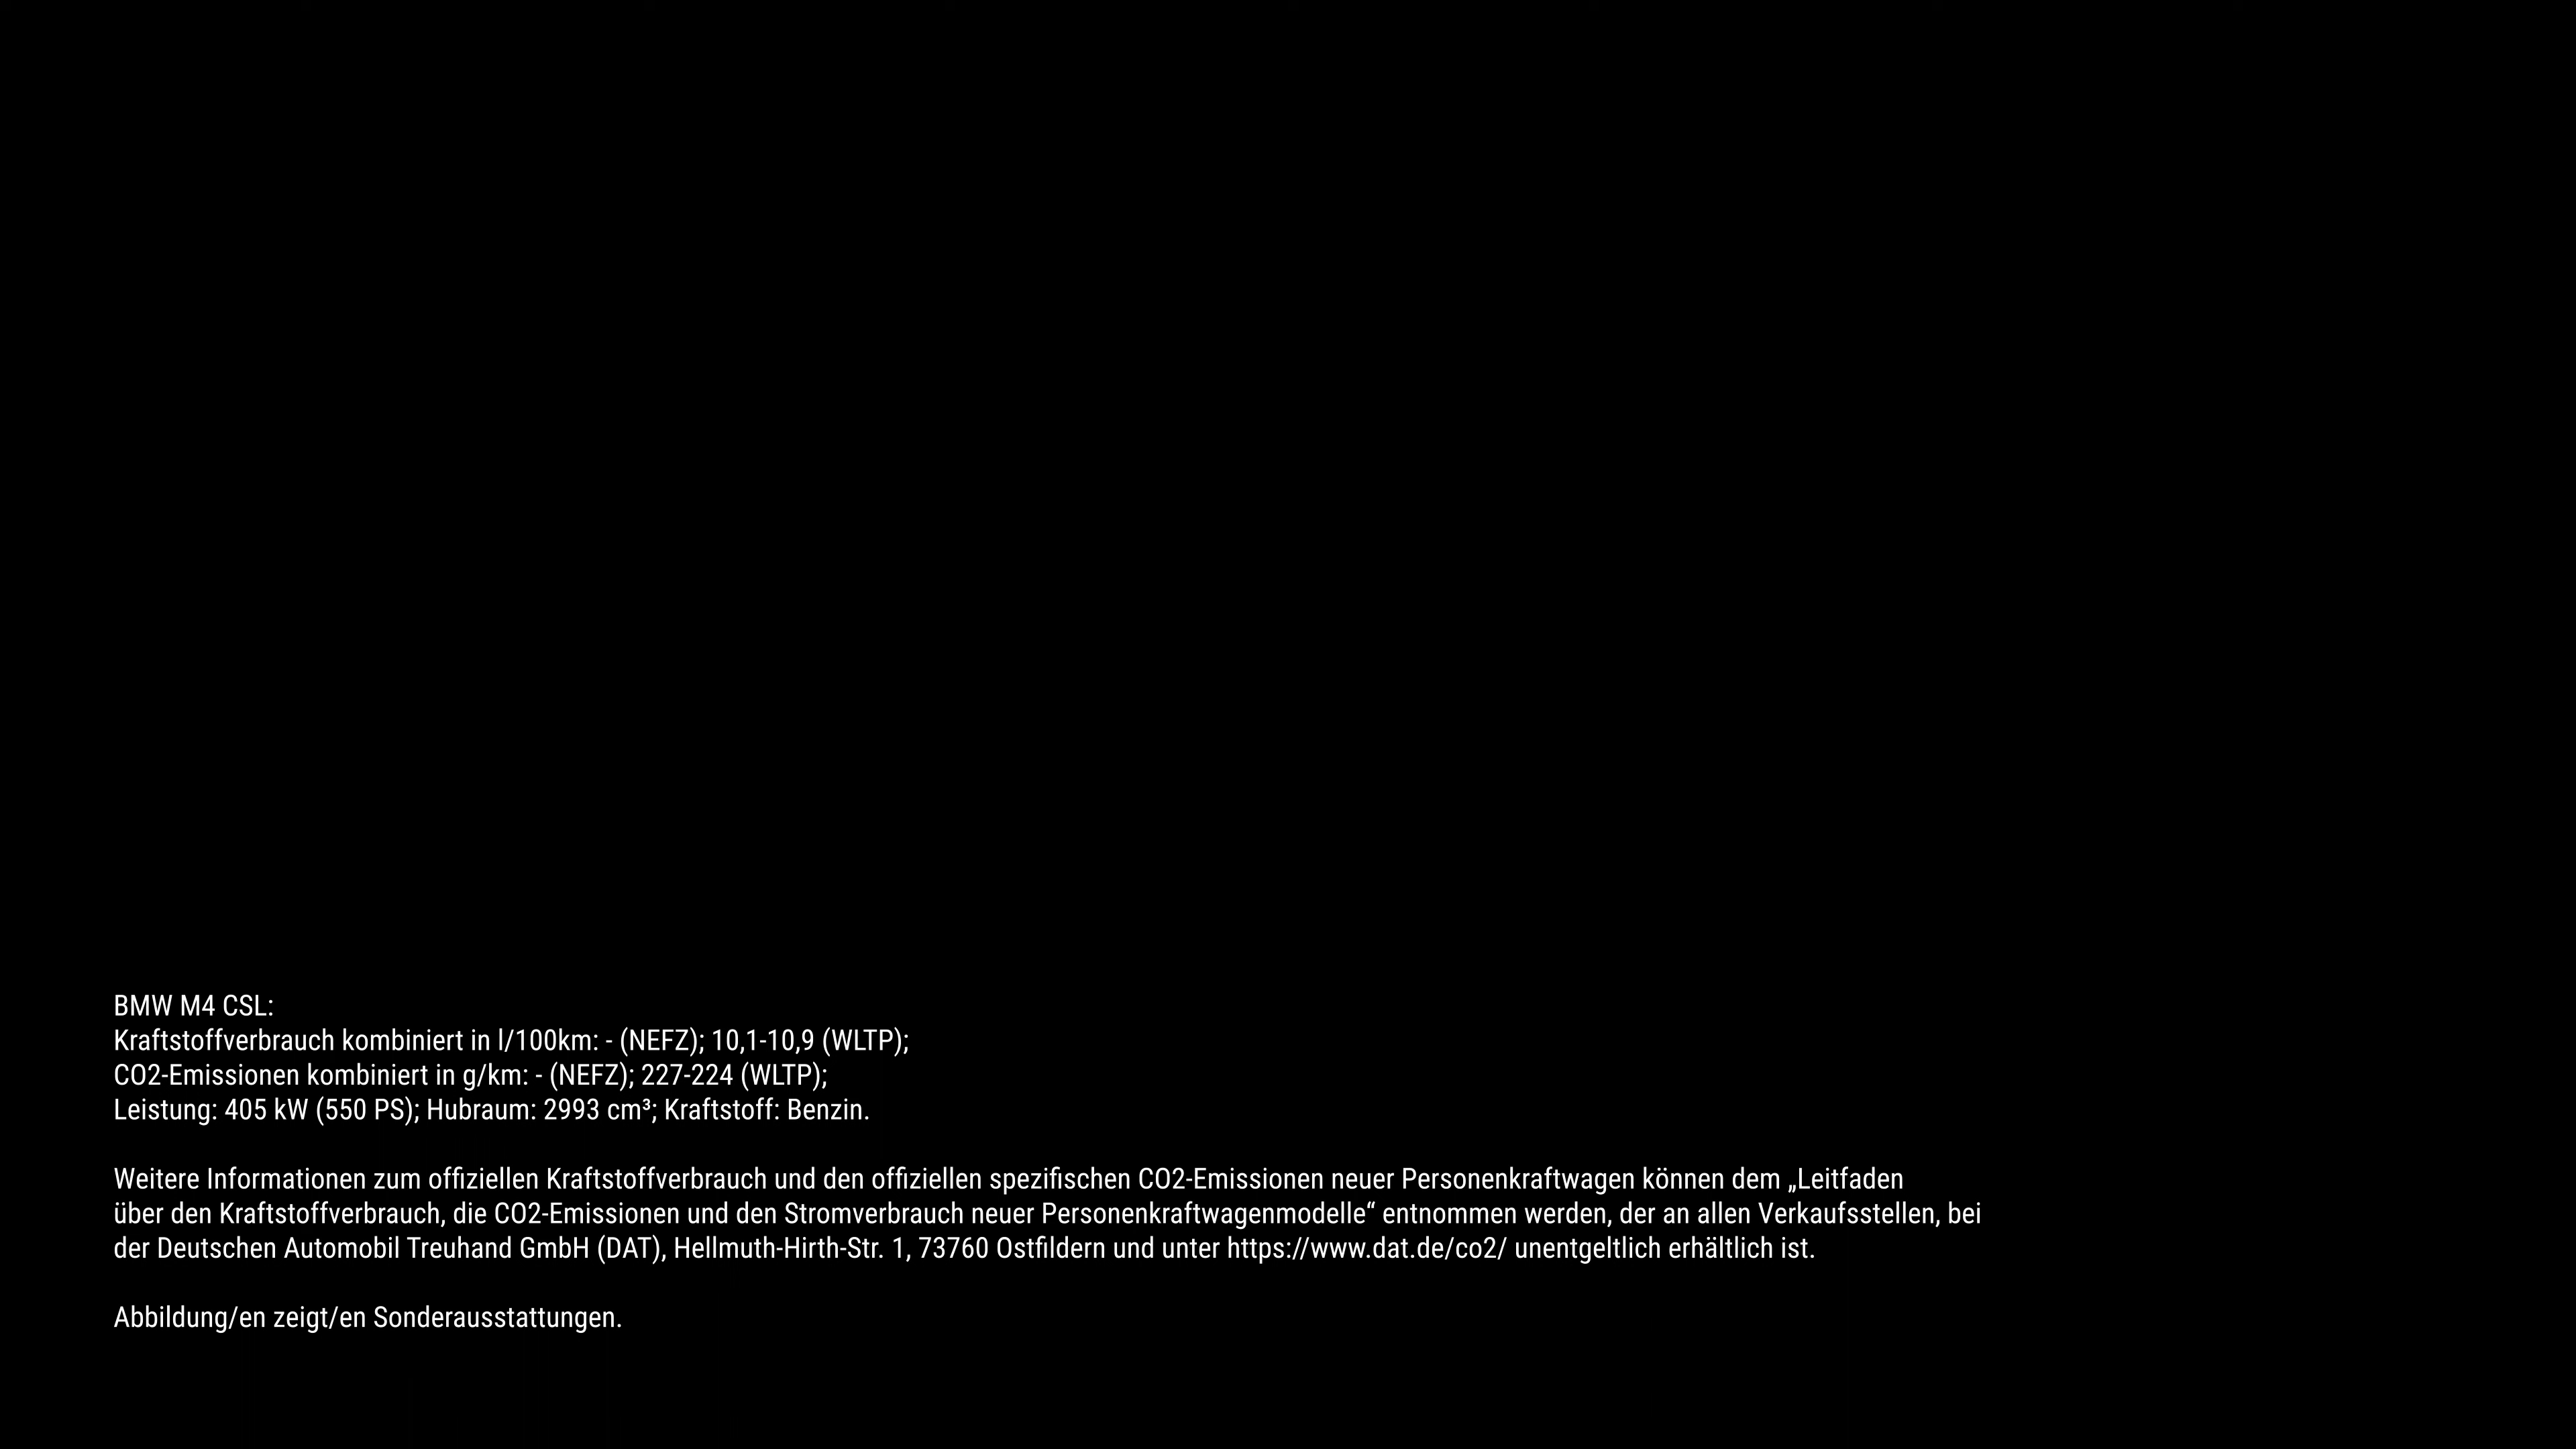 BMW M4 CSL:
Kraftstoffverbrauch kombiniert in l/100km: - (NEFZ); 10,1-10,9 (WLTP);
CO2-Emissionen kombiniert in g/km: - (NEFZ); 227-224 (WLTP);
Leistung: 405 kW (550 PS); Hubraum: 2993 cm³; Kraftstoff: Benzin.
Weitere Informationen zum offiziellen Kraftstoffverbrauch und den offiziellen spezifischen CO2-Emissionen neuer Personenkraftwagen können dem „Leitfaden
über den Kraftstoffverbrauch, die CO2-Emissionen und den Stromverbrauch neuer Personenkraftwagenmodelle“ entnommen werden, der an allen Verkaufsstellen, bei
der Deutschen Automobil Treuhand GmbH (DAT), Hellmuth-Hirth-Str. 1, 73760 Ostfildern und unter https://www.dat.de/co2/ unentgeltlich erhältlich ist.
Abbildung/en zeigt/en Sonderausstattungen.